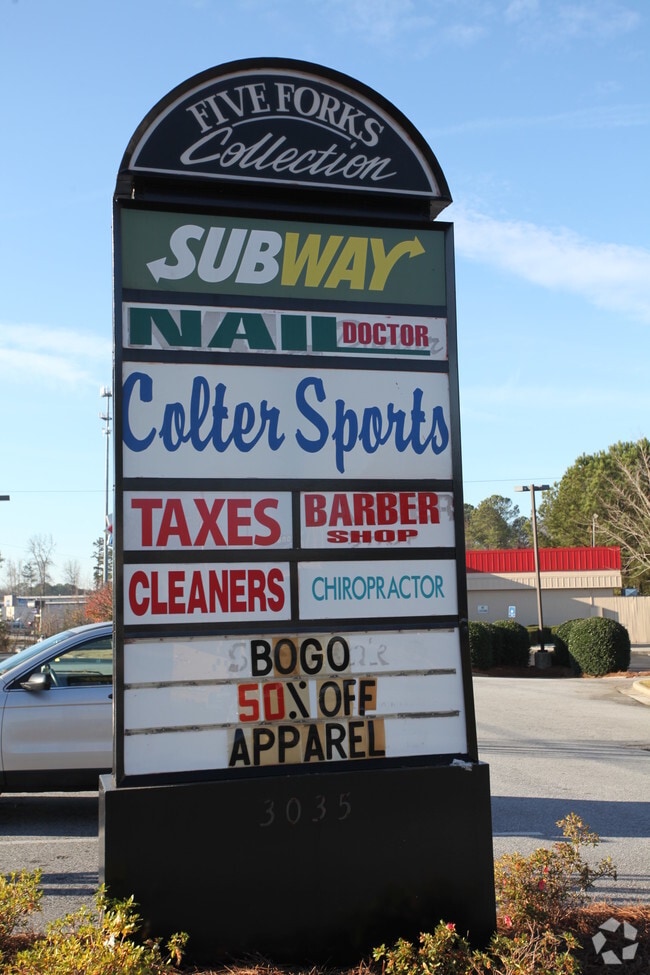 FIVE FORKS
Collection
SUBWAY
NAIL DOCTOR
Colter Sports
TAXES BARBER
SHOP
CLEANERS CHIROPRACTOR
BOGO
50% OFF
APPAREL
3035